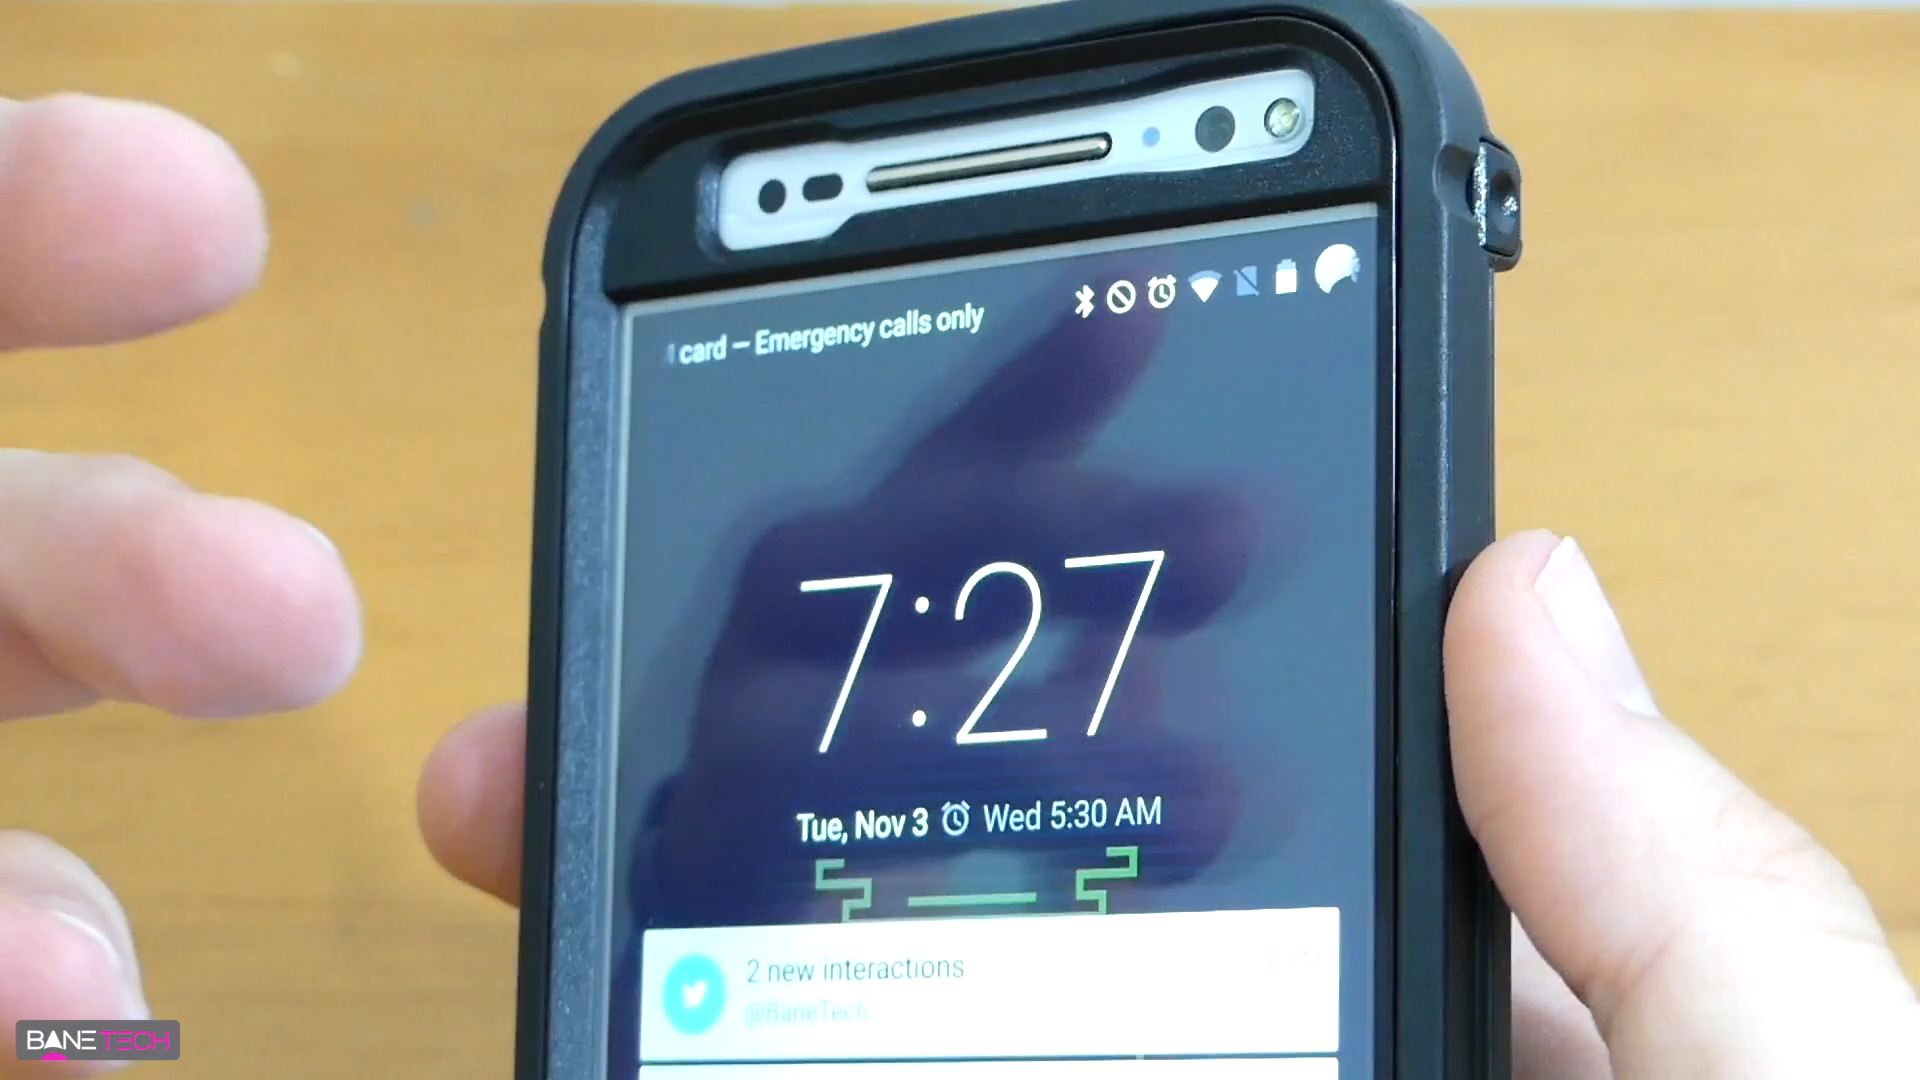 card — Emergency calls only
7:27
Tue, Nov 3 Wed 5:30 AM
2 new interactions
@BaneTech
BANETECH